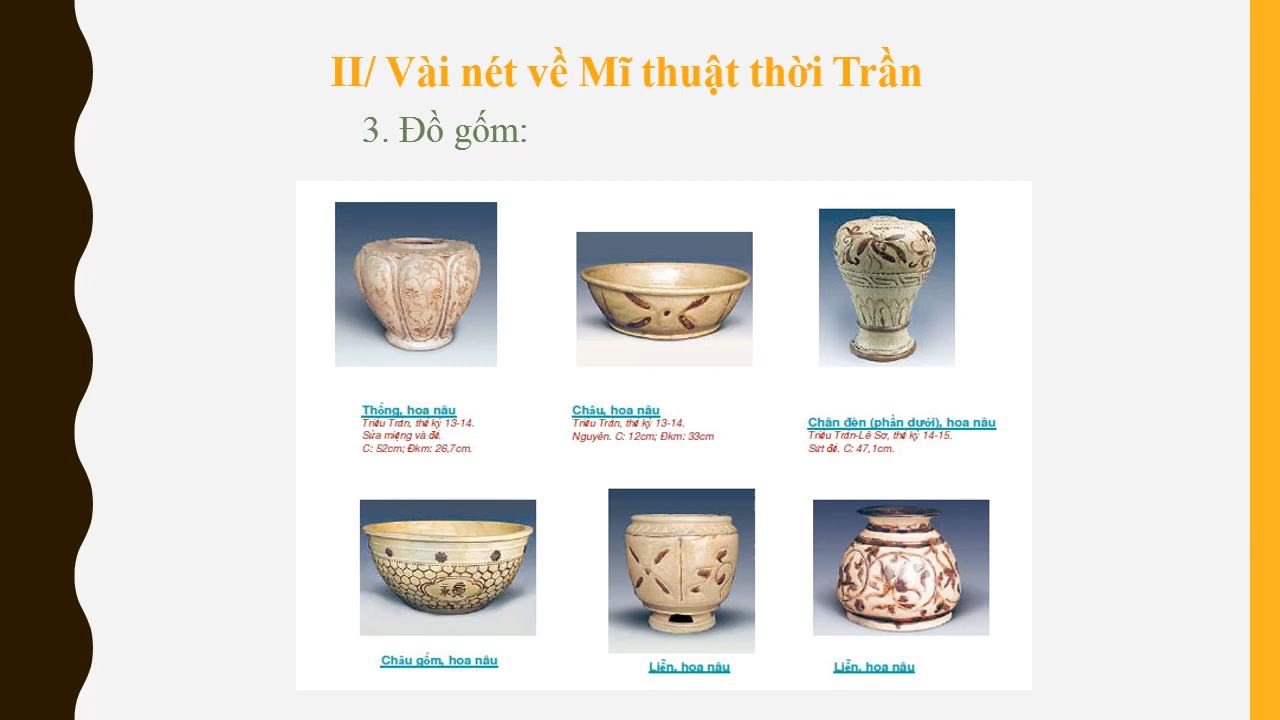 II/ Vài nét về Mĩ thuật thời Trần
3. Đồ gốm:
Thống, hoa nâu
Triều Trần, thế kỷ 13-14.
Sửa miệng và đế.
C: 52cm; Đkm: 26,7cm.
Chậu, hoa nâu
Triều Trần, thế kỷ 13-14.
Nguyên. C: 12cm; Đkm: 33cm
Chân đèn (phần dưới), hoa nâu
Triều Trần-Lê Sơ, thế kỷ 14-15.
Sứt đế. C: 47,1cm.
Chậu gốm, hoa nâu
Liễn, hoa nâu
Liễn, hoa nâu